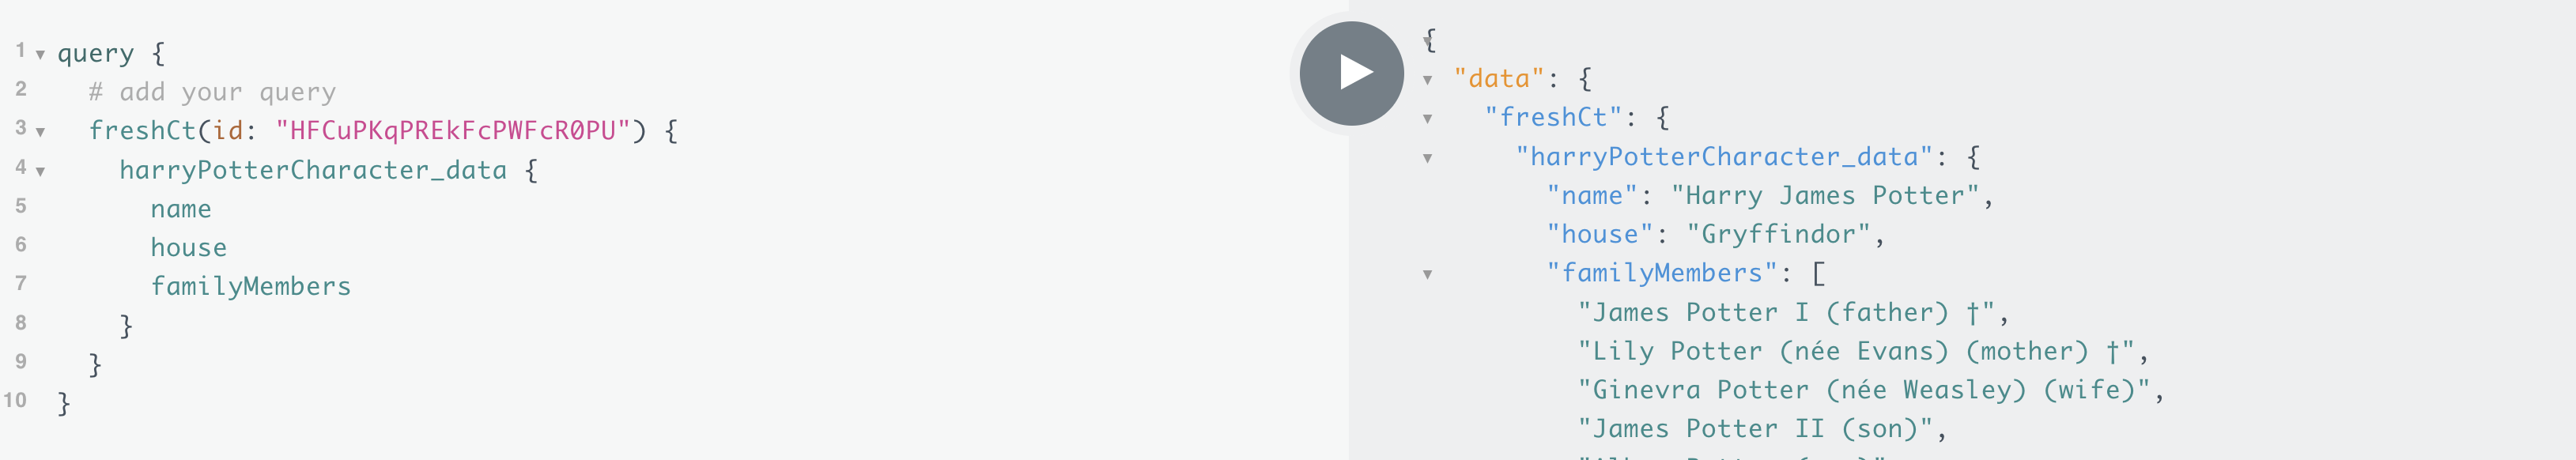 1 query {
2 # add your query
3 freshCt(id: "HFCuPKqPREkFcPWFcR0PU") {
4 harryPotterCharacter_data {
5 name
6 house
7 familyMembers
8 }
9 }
10 }
{
"data": {
"freshCt": {
"harryPotterCharacter_data": {
"name": "Harry James Potter",
"house": "Gryffindor",
"familyMembers": [
"James Potter I (father) †",
"Lily Potter (née Evans) (mother) †",
"Ginevra Potter (née Weasley) (wife)",
"James Potter II (son)",